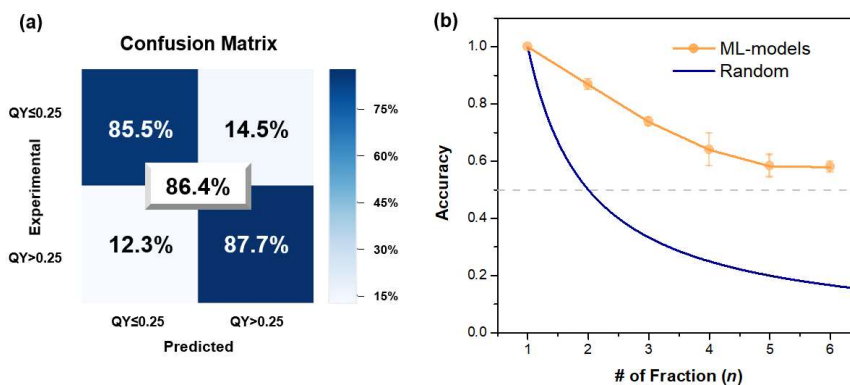 (a)
Confusion Matrix
QY≤0.25
85.5%
14.5%
86.4%
QY>0.25
12.3%
87.7%
Experimental
QY≤0.25
QY>0.25
Predicted
75%
60%
45%
30%
15%
(b)
ML-models
Random
1.0
0.8
0.6
0.4
0.2
0.0
Accuracy
1
2
3
4
5
6
# of Fraction (n)